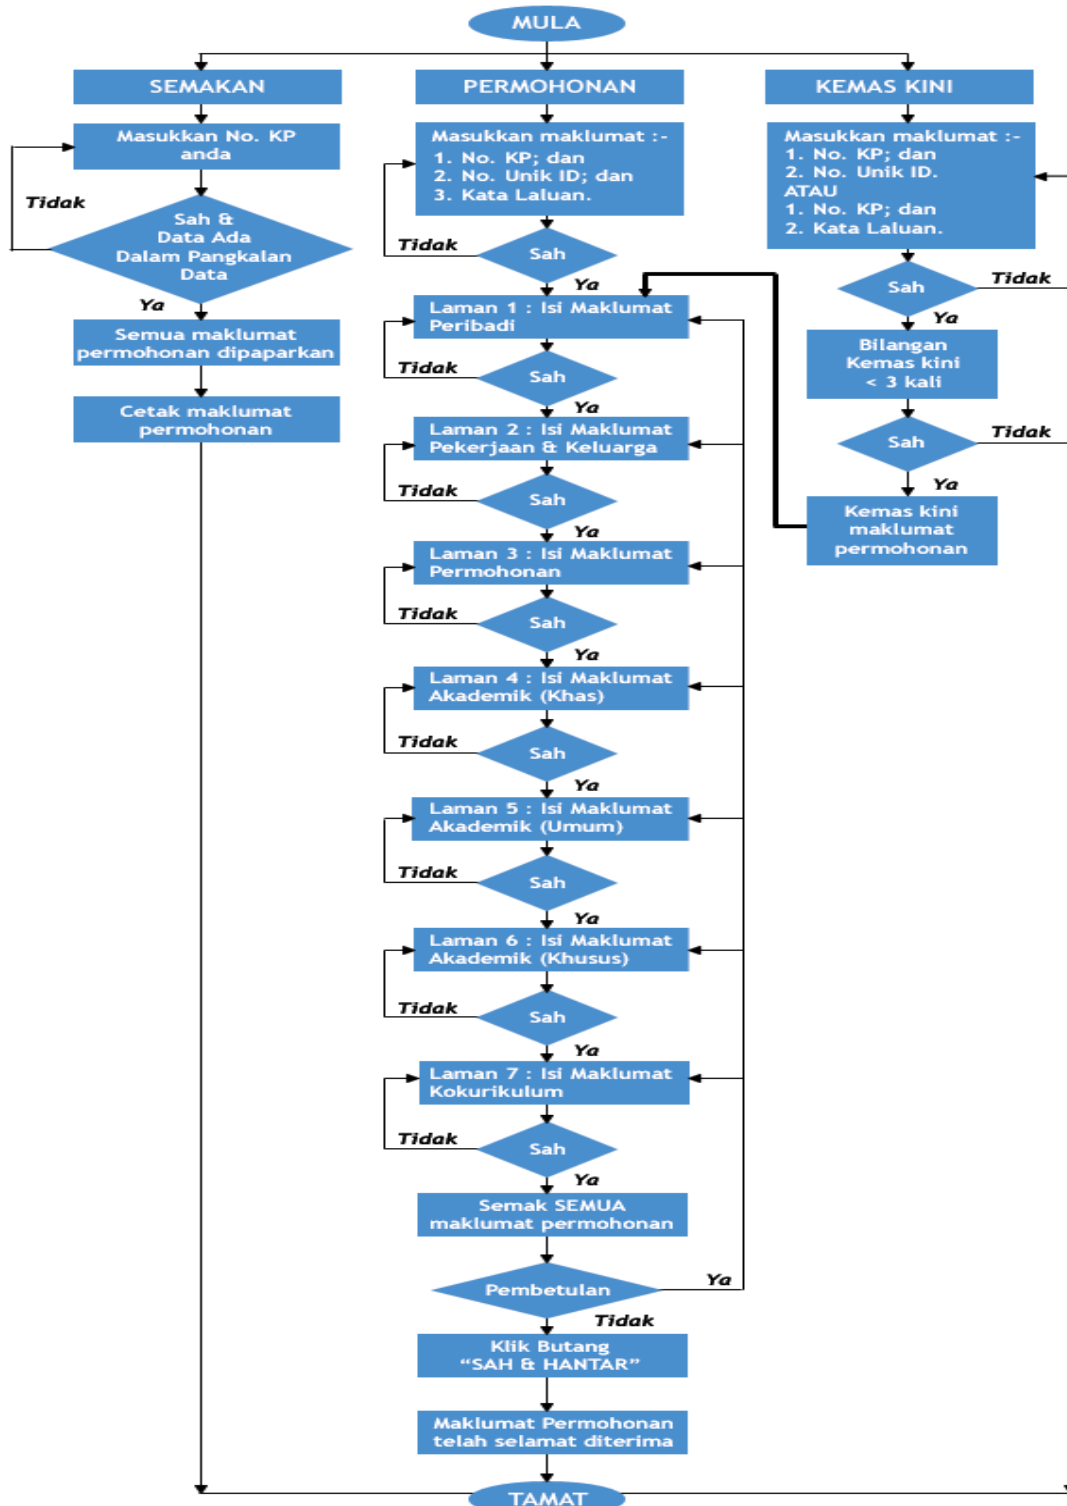 MULA
SEMAKAN
Masukkan No. KP
anda
Tidak
Sah &
Data Ada
Dalam Pangkalan
Data
Ya
Semua maklumat
permohonan dipaparkan
Cetak maklumat
permohonan
PERMOHONAN
Masukkan maklumat :-
1. No. KP; dan
2. No. Unik ID; dan
3. Kata Laluan.
Tidak
Sah
Ya
Laman 1 : Isi Maklumat
Peribadi
Tidak
Sah
Ya
Laman 2 : Isi Maklumat
Pekerjaan & Keluarga
Tidak
Sah
Ya
Laman 3 : Isi Maklumat
Permohonan
Tidak
Sah
Ya
Laman 4 : Isi Maklumat
Akademik (Khas)
Tidak
Sah
Ya
Laman 5 : Isi Maklumat
Akademik (Umum)
Tidak
Sah
Ya
Laman 6 : Isi Maklumat
Akademik (Khusus)
Tidak
Sah
Ya
Laman 7 : Isi Maklumat
Kokurikulum
Tidak
Sah
Ya
Semak SEMUA
maklumat permohonan
Pembetulan
Ya
Tidak
Klik Butang
“SAH & HANTAR”
Maklumat Permohonan
telah selamat diterima
KEMAS KINI
Masukkan maklumat :-
1. No. KP; dan
2. No. Unik ID.
ATAU
1. No. KP; dan
2. Kata Laluan.
Sah
Tidak
Ya
Bilangan
Kemas kini
< 3 kali
Sah
Tidak
Ya
Kemas kini
maklumat
permohonan
TAMAT